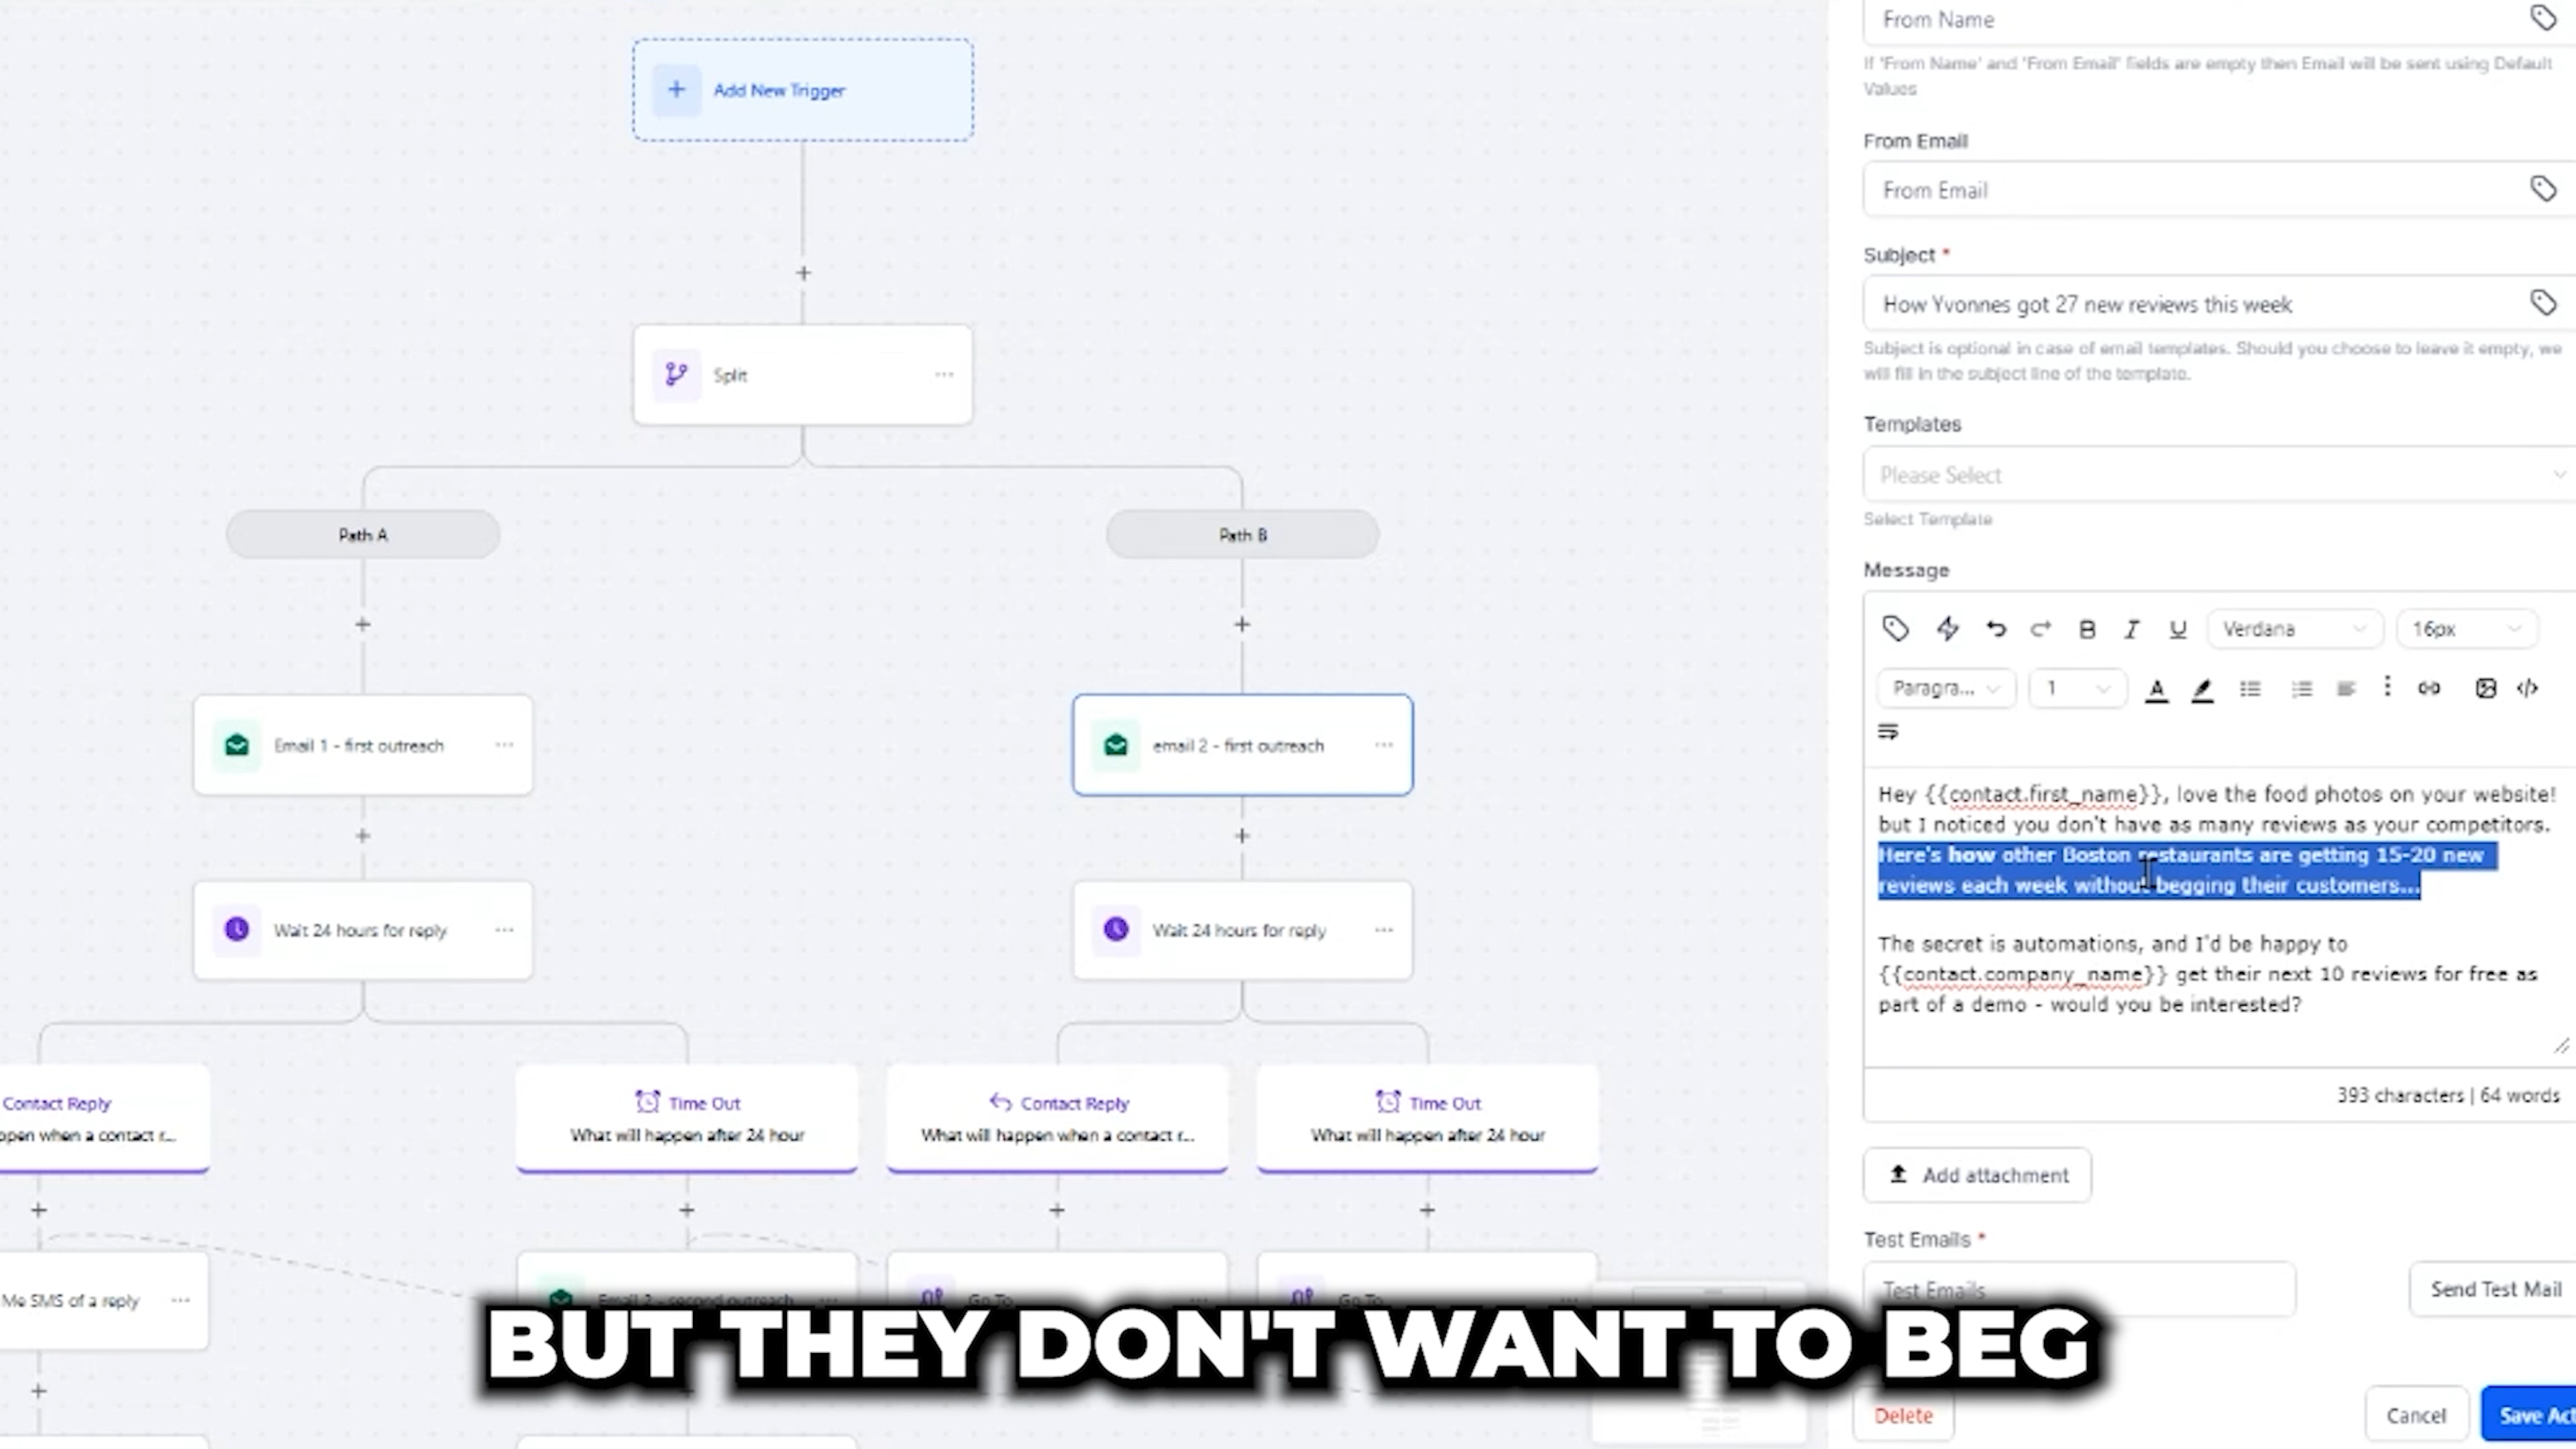 Add New Trigger
Split
Path A
Path B
Email 1 - first outreach
email 2 - first outreach
Wait 24 hours for reply
Wait 24 hours for reply
Contact Reply
Time Out
Contact Reply
Time Out
open when a contact r...
What will happen after 24 hour
What will happen when a contact r...
What will happen after 24 hour
Me SMS of a reply
Email 2 - second outreach
Go To
Go To
BUT THEY DON'T WANT TO BEG
From Name
If 'From Name' and 'From Email' fields are empty then Email will be sent using Default
Values
From Email
From Email
Subject *
How Yvonnes got 27 new reviews this week
Subject is optional in case of email templates. Should you choose to leave it empty, we
will fill in the subject line of the template.
Templates
Please Select
Select Template
Message
B I U Verdana 16px
Paragra... 1 A
Hey {{contact.first_name}}, love the food photos on your website!
but I noticed you don't have as many reviews as your competitors.
Here's how other Boston restaurants are getting 15-20 new
reviews each week without begging their customers...
The secret is automations, and I'd be happy to
{{contact.company_name}} get their next 10 reviews for free as
part of a demo - would you be interested?
393 characters | 64 words
Add attachment
Test Emails *
Test Emails
Send Test Mail
Delete
Cancel
Save Act